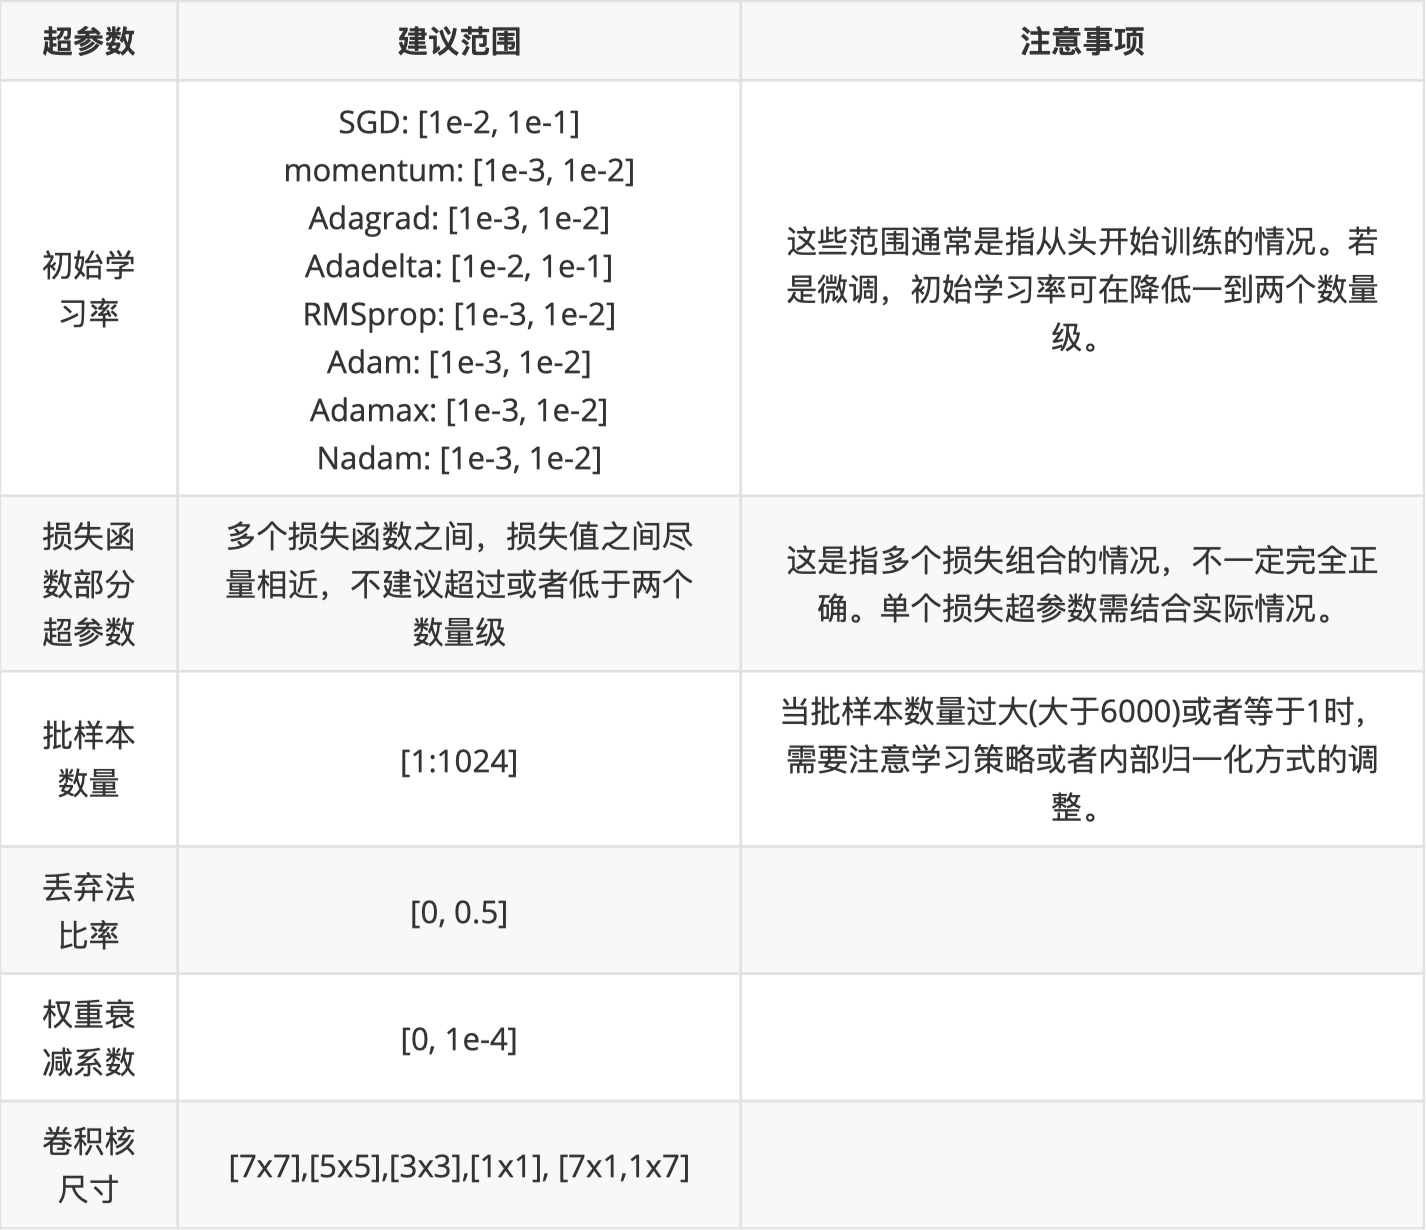 超参数
建议范围
注意事项
初始学
习率
SGD: [1e-2, 1e-1]
momentum: [1e-3, 1e-2]
Adagrad: [1e-3, 1e-2]
Adadelta: [1e-2, 1e-1]
RMSprop: [1e-3, 1e-2]
Adam: [1e-3, 1e-2]
Adamax: [1e-3, 1e-2]
Nadam: [1e-3, 1e-2]
这些范围通常是指从头开始训练的情况。若
是微调，初始学习率可在降低一到两个数量
级。
损失函
数部分
超参数
多个损失函数之间，损失值之间尽
量相近，不建议超过或者低于两个
数量级
这是指多个损失组合的情况，不一定完全正
确。单个损失超参数需结合实际情况。
批样本
数量
[1:1024]
当批样本数量过大(大于6000)或者等于1时，
需要注意学习策略或者内部归一化方式的调
整。
丢弃法
比率
[0, 0.5]
权重衰
减系数
[0, 1e-4]
卷积核
尺寸
[7x7],[5x5],[3x3],[1x1], [7x1,1x7]